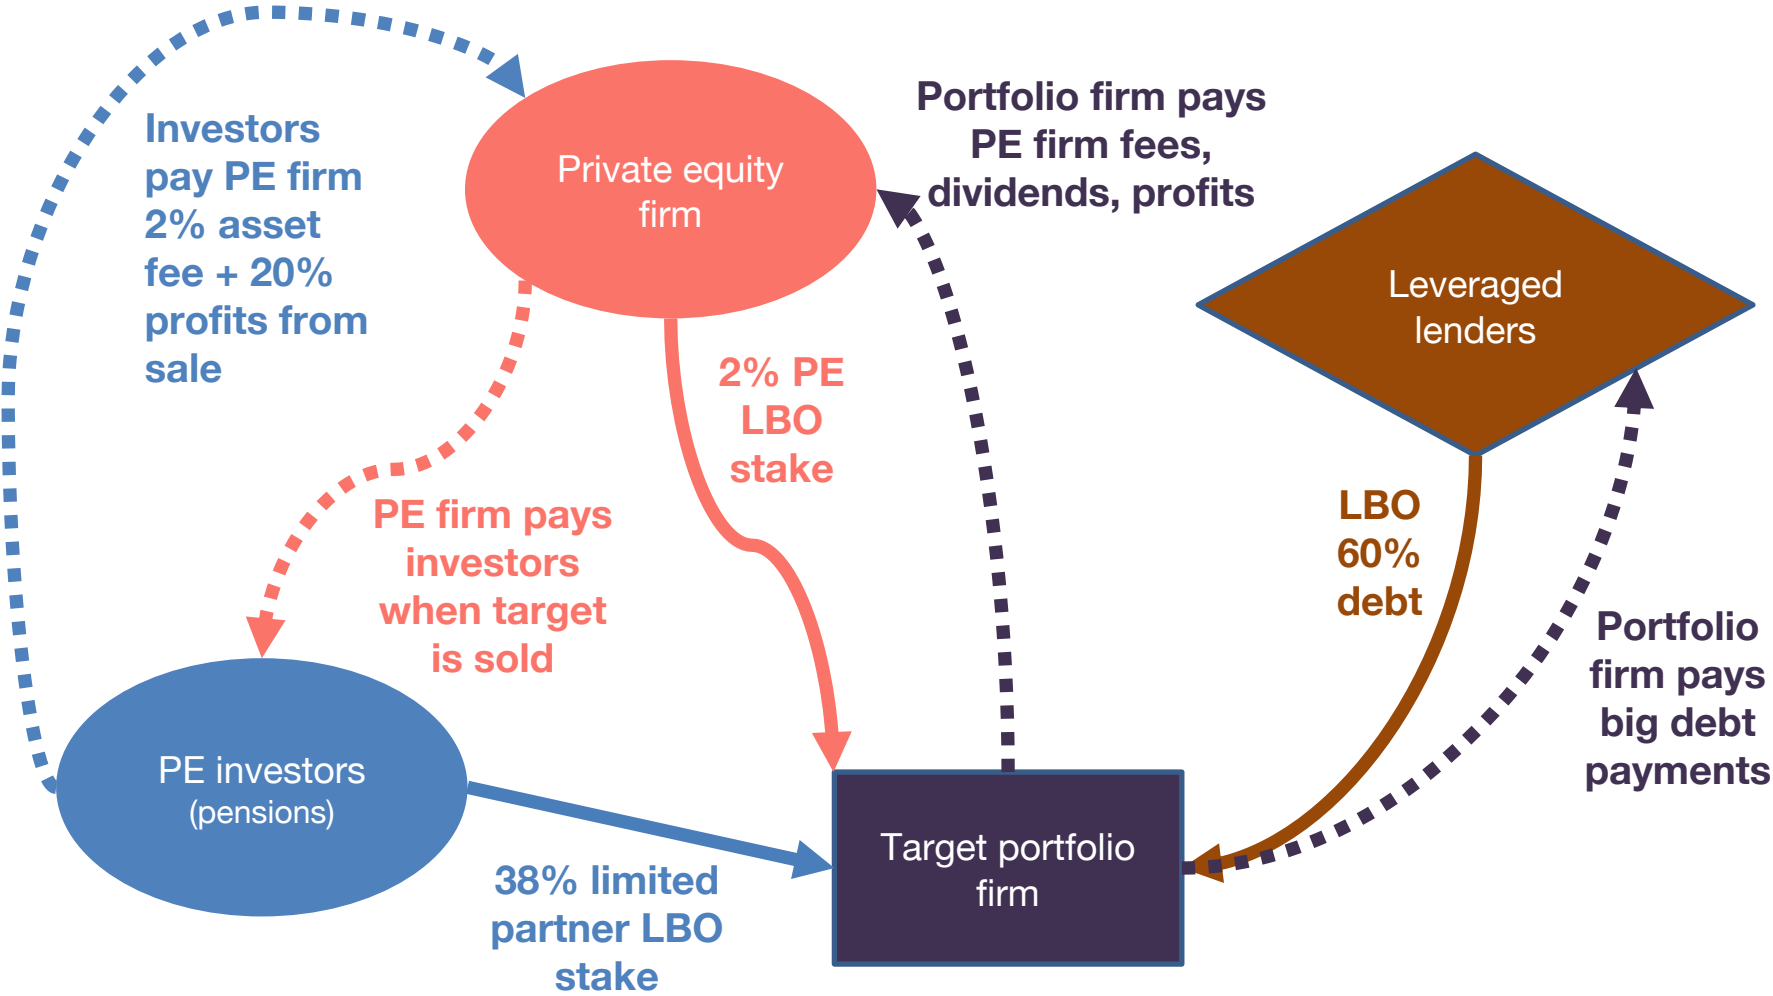 Investors
pay PE firm
2% asset
fee + 20%
profits from
sale
Private equity
firm
Portfolio firm pays
PE firm fees,
dividends, profits
Leveraged
lenders
2% PE
LBO
stake
PE firm pays
investors
when target
is sold
LBO
60%
debt
Portfolio
firm pays
big debt
payments
PE investors
(pensions)
38% limited
partner LBO
stake
Target portfolio
firm